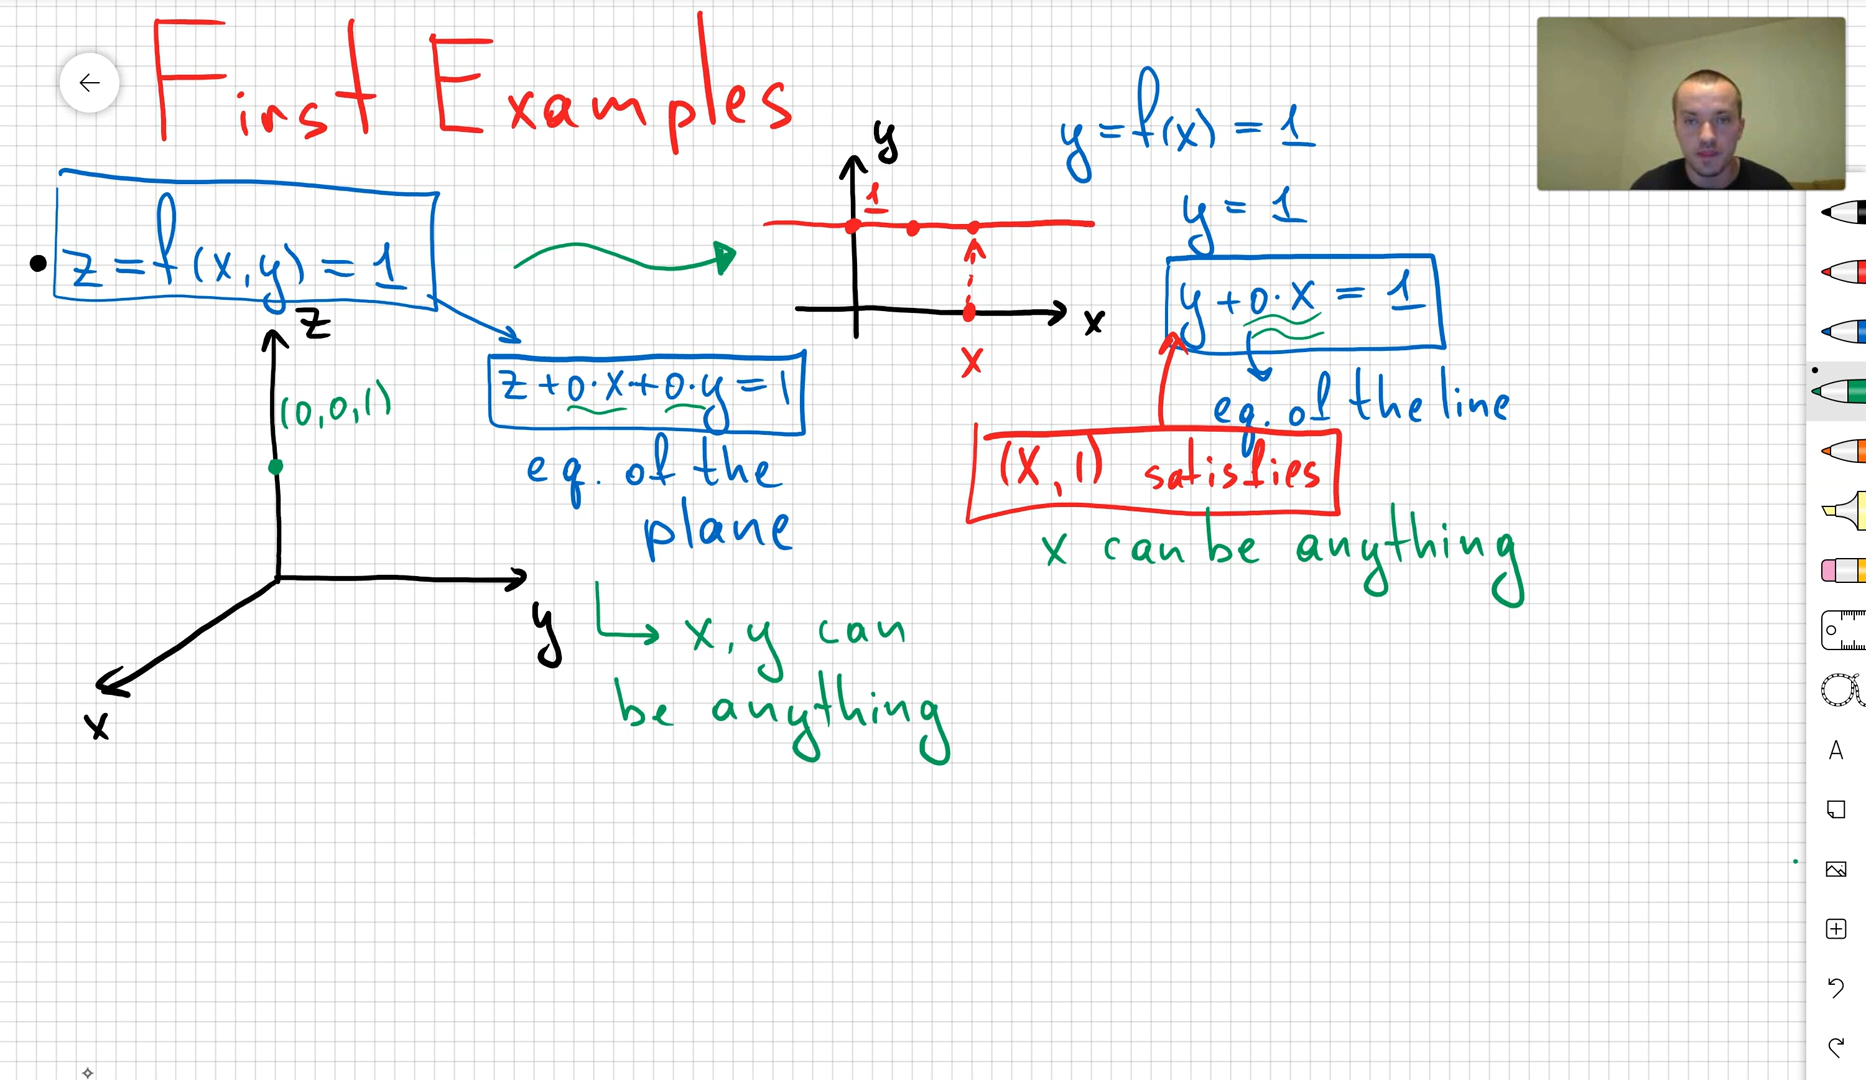 First Examples
z = f(x,y) = 1
z
(0,0,1)
y
x
z + 0·x + 0·y = 1
eq. of the
plane
x, y can
be anything
y
1
x
x
y = f(x) = 1
y = 1
y + 0·x = 1
eq. of the line
(x, 1) satisfies
x can be anything
A